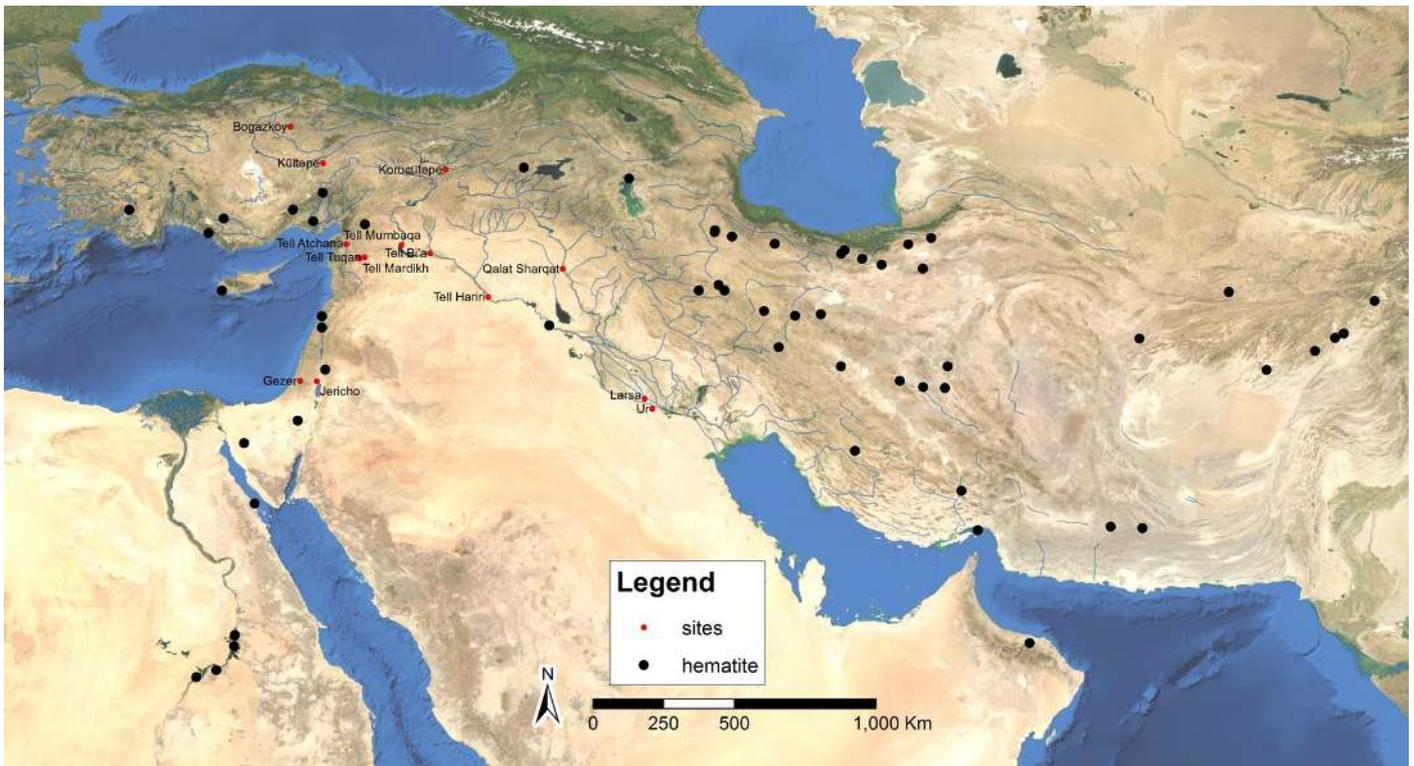 Bogazköy
Kültepe
Korucutepe
Tell Mumbaqa
Tell Atchana
Tell Bi'a
Tell Tuqan
Tell Mardikh
Qalat Sharqat
Tell Hariri
Gezer
Jericho
Larsa
Ur
Legend
sites
hematite
N
0 250 500 1,000 Km